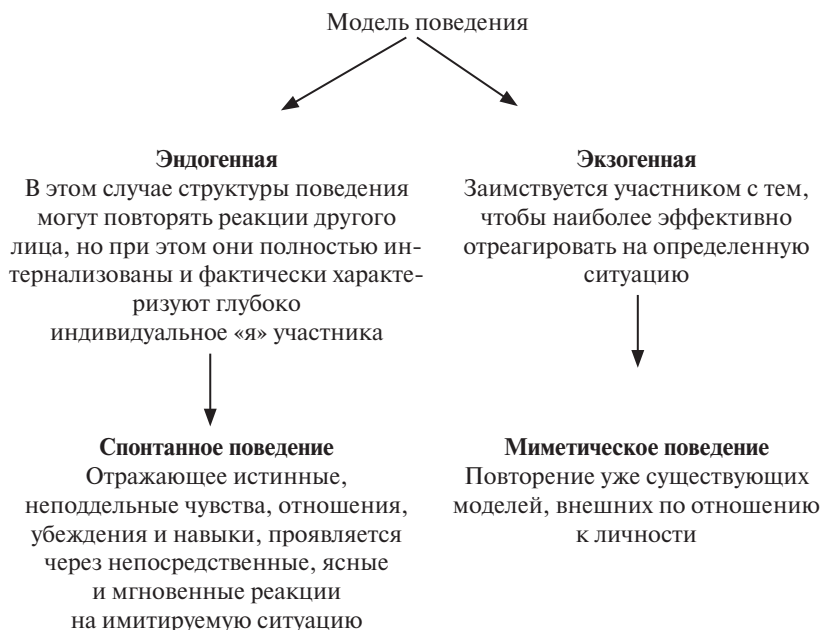 Модель поведения
Эндогенная
В этом случае структуры поведения
могут повторять реакции другого
лица, но при этом они полностью ин-
тернализованы и фактически характе-
ризуют глубоко
индивидуальное «я» участника
Экзогенная
Заимствуется участником с тем,
чтобы наиболее эффективно
отреагировать на определенную
ситуацию
Спонтанное поведение
Отражающее истинные,
неподдельные чувства, отношения,
убеждения и навыки, проявляется
через непосредственные, ясные
и мгновенные реакции
на имитируемую ситуацию
Миметическое поведение
Повторение уже существующих
моделей, внешних по отношению
к личности